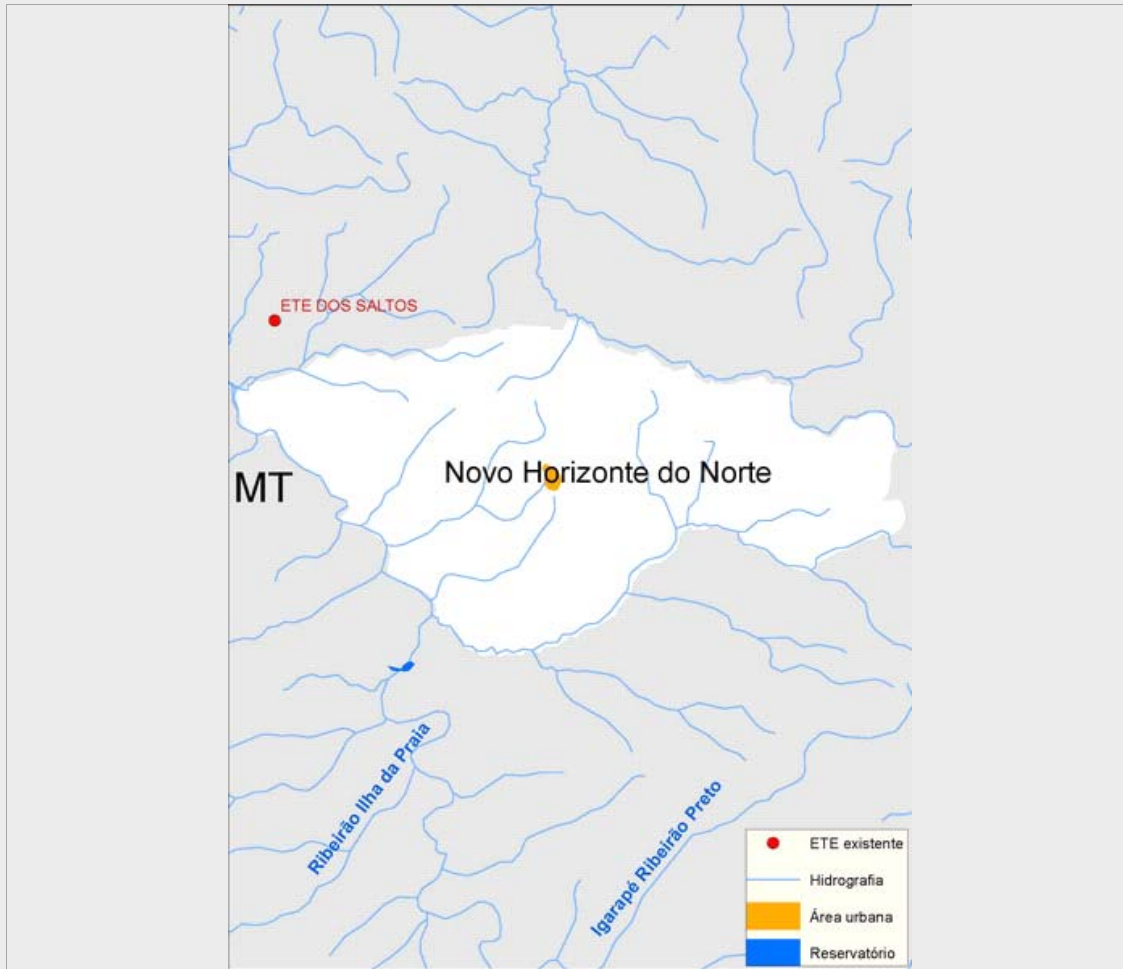 ETE DOS SALTOS
Novo Horizonte do Norte
MT
Ribeirão Ilha da Praia
Igarapé Ribeirão Preto
ETE existente
Hidrografia
Área urbana
Reservatório